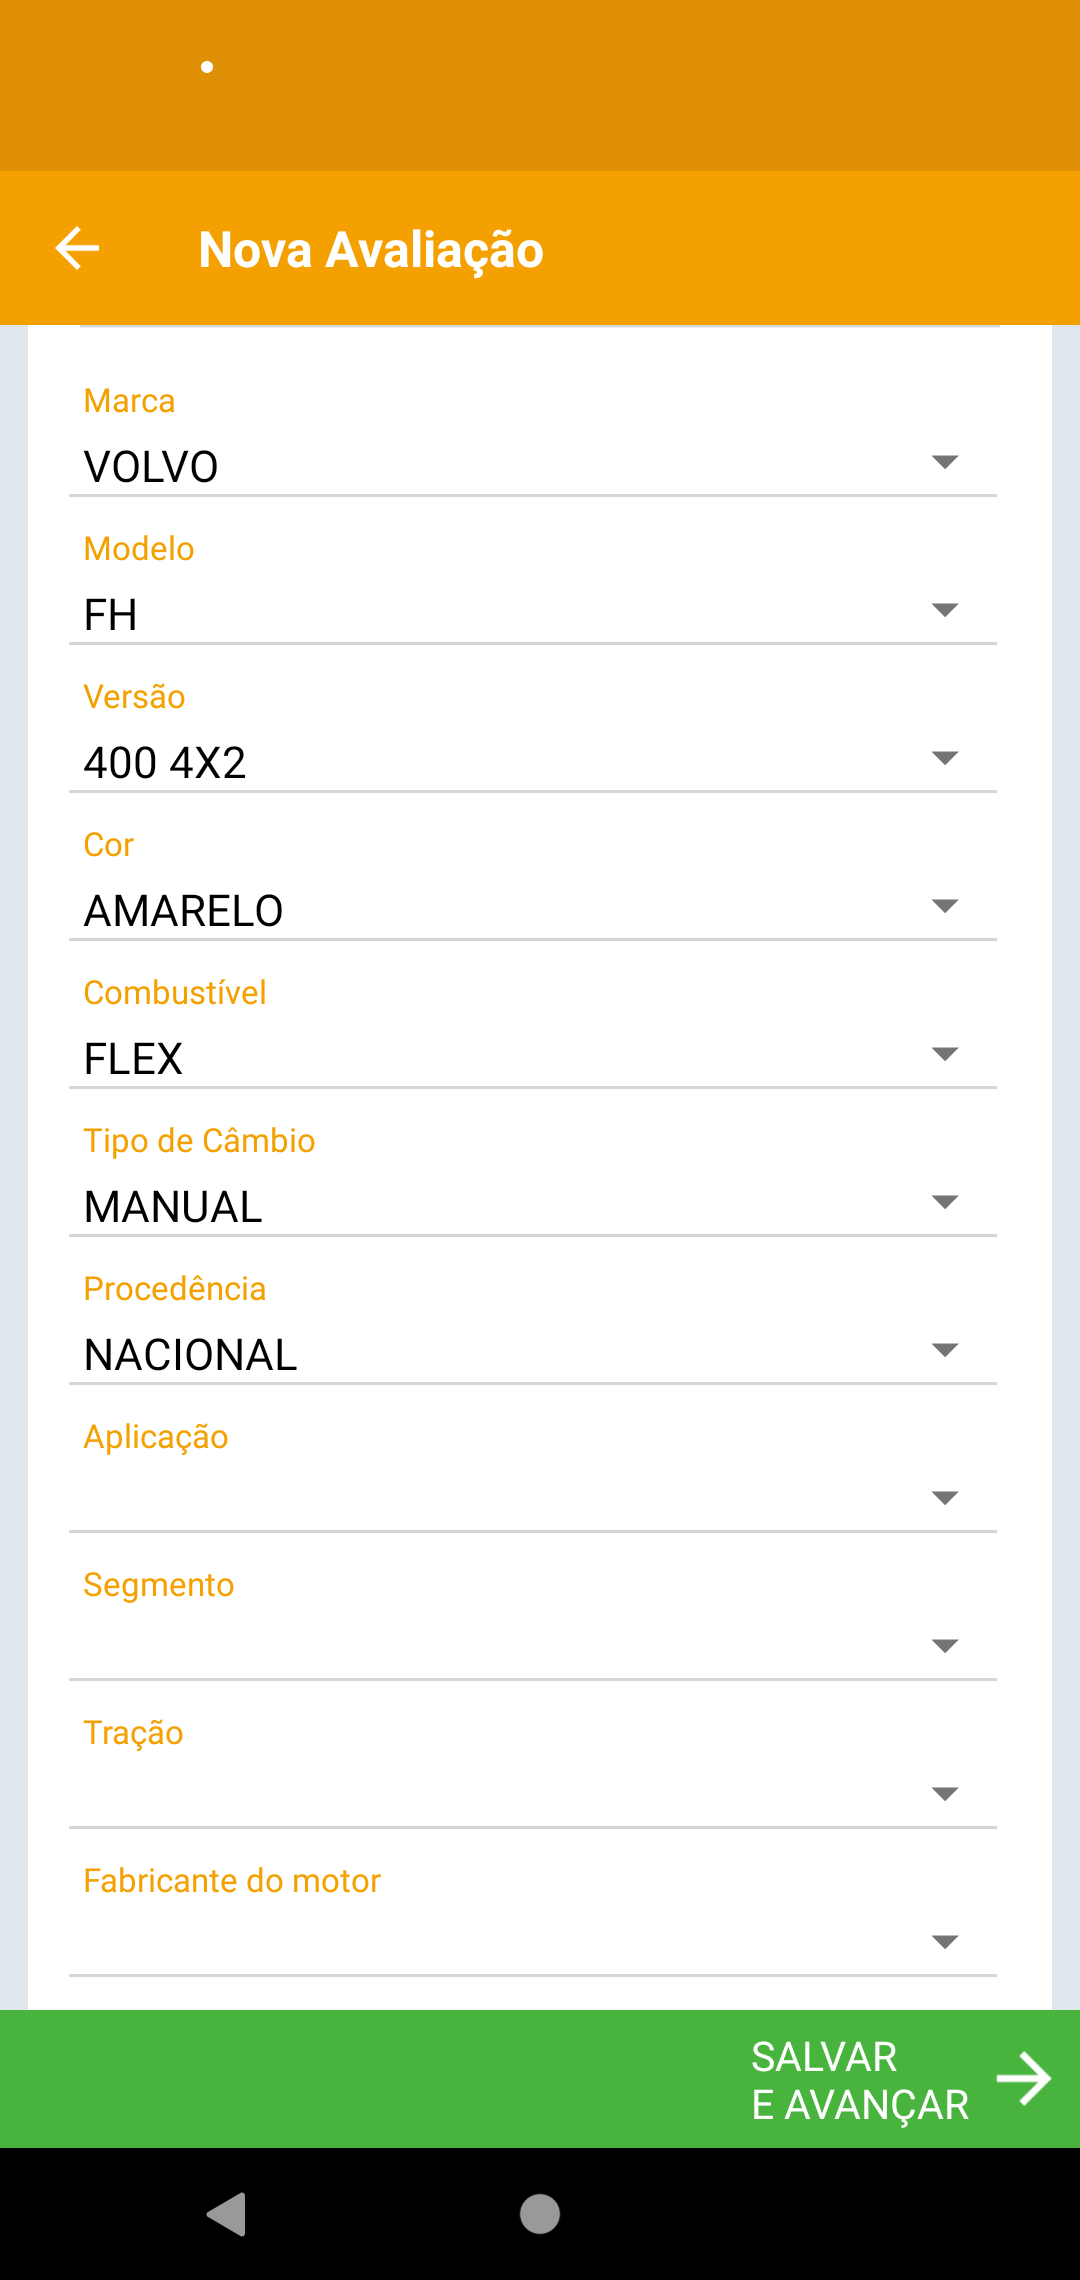 Nova Avaliação
Marca
VOLVO
Modelo
FH
Versão
400 4X2
Cor
AMARELO
Combustível
FLEX
Tipo de Câmbio
MANUAL
Procedência
NACIONAL
Aplicação
Segmento
Tração
Fabricante do motor
SALVAR
E AVANÇAR